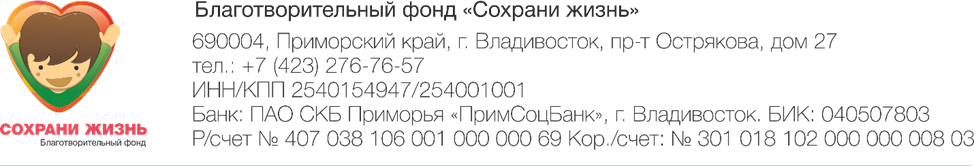 Благотворительный фонд «Сохрани жизнь»
690004, Приморский край, г. Владивосток, пр-т Острякова, дом 27
тел.: +7 (423) 276-76-57
ИНН/КПП 2540154947/254001001
Банк: ПАО СКБ Приморья «ПримСоцБанк», г. Владивосток. БИК: 040507803
Р/счет № 407 038 106 001 000 000 69 Кор./счет: № 301 018 102 000 000 008 03
СОХРАНИ ЖИЗНЬ
Благотворительный фонд